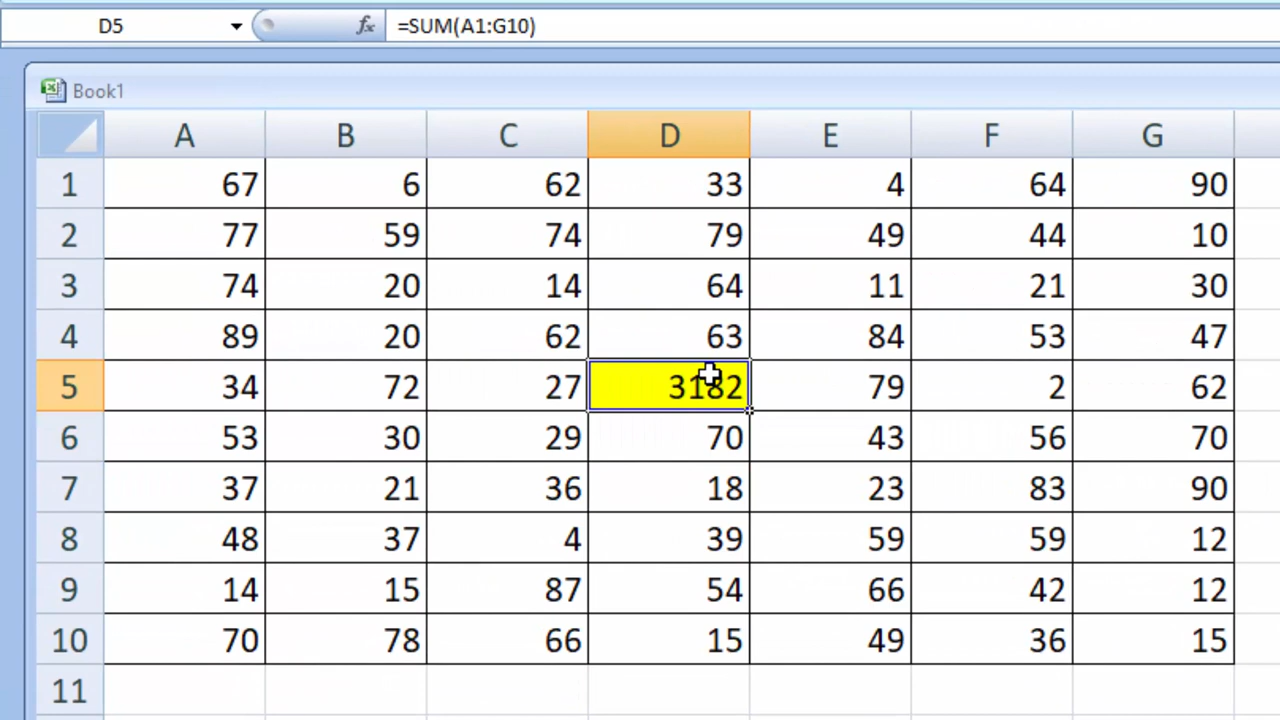 D5 fx =SUM(A1:G10)
Book1
A B C D E F G
1 67 6 62 33 4 64 90
2 77 59 74 79 49 44 10
3 74 20 14 64 11 21 30
4 89 20 62 63 84 53 47
5 34 72 27 3182 79 2 62
6 53 30 29 70 43 56 70
7 37 21 36 18 23 83 90
8 48 37 4 39 59 59 12
9 14 15 87 54 66 42 12
10 70 78 66 15 49 36 15
11